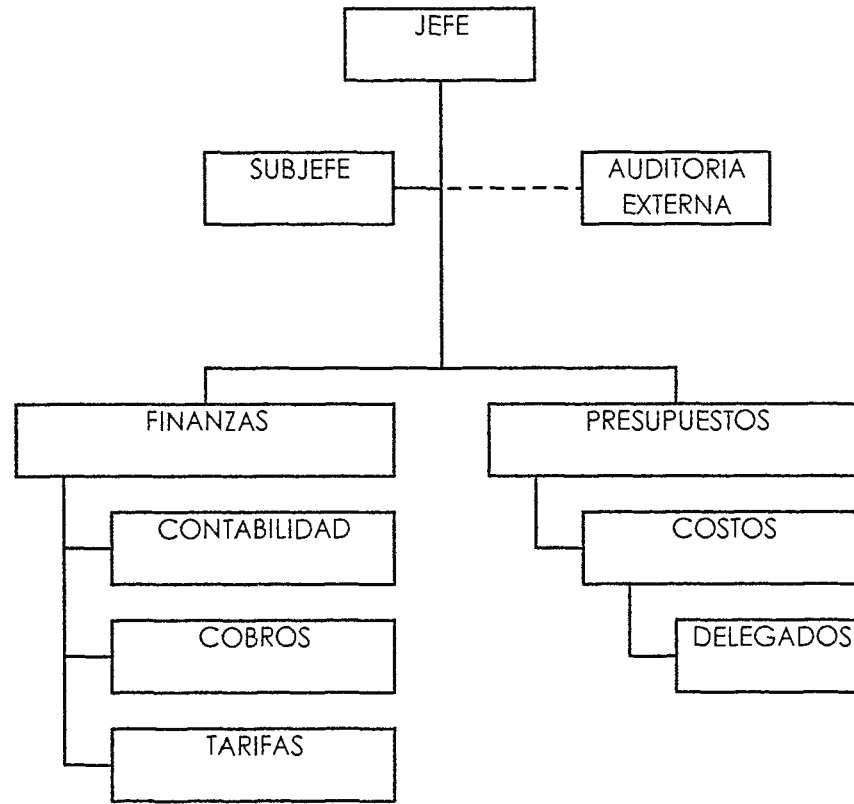 JEFE
SUBJEFE
AUDITORIA
EXTERNA
FINANZAS
PRESUPUESTOS
CONTABILIDAD
COSTOS
COBROS
DELEGADOS
TARIFAS